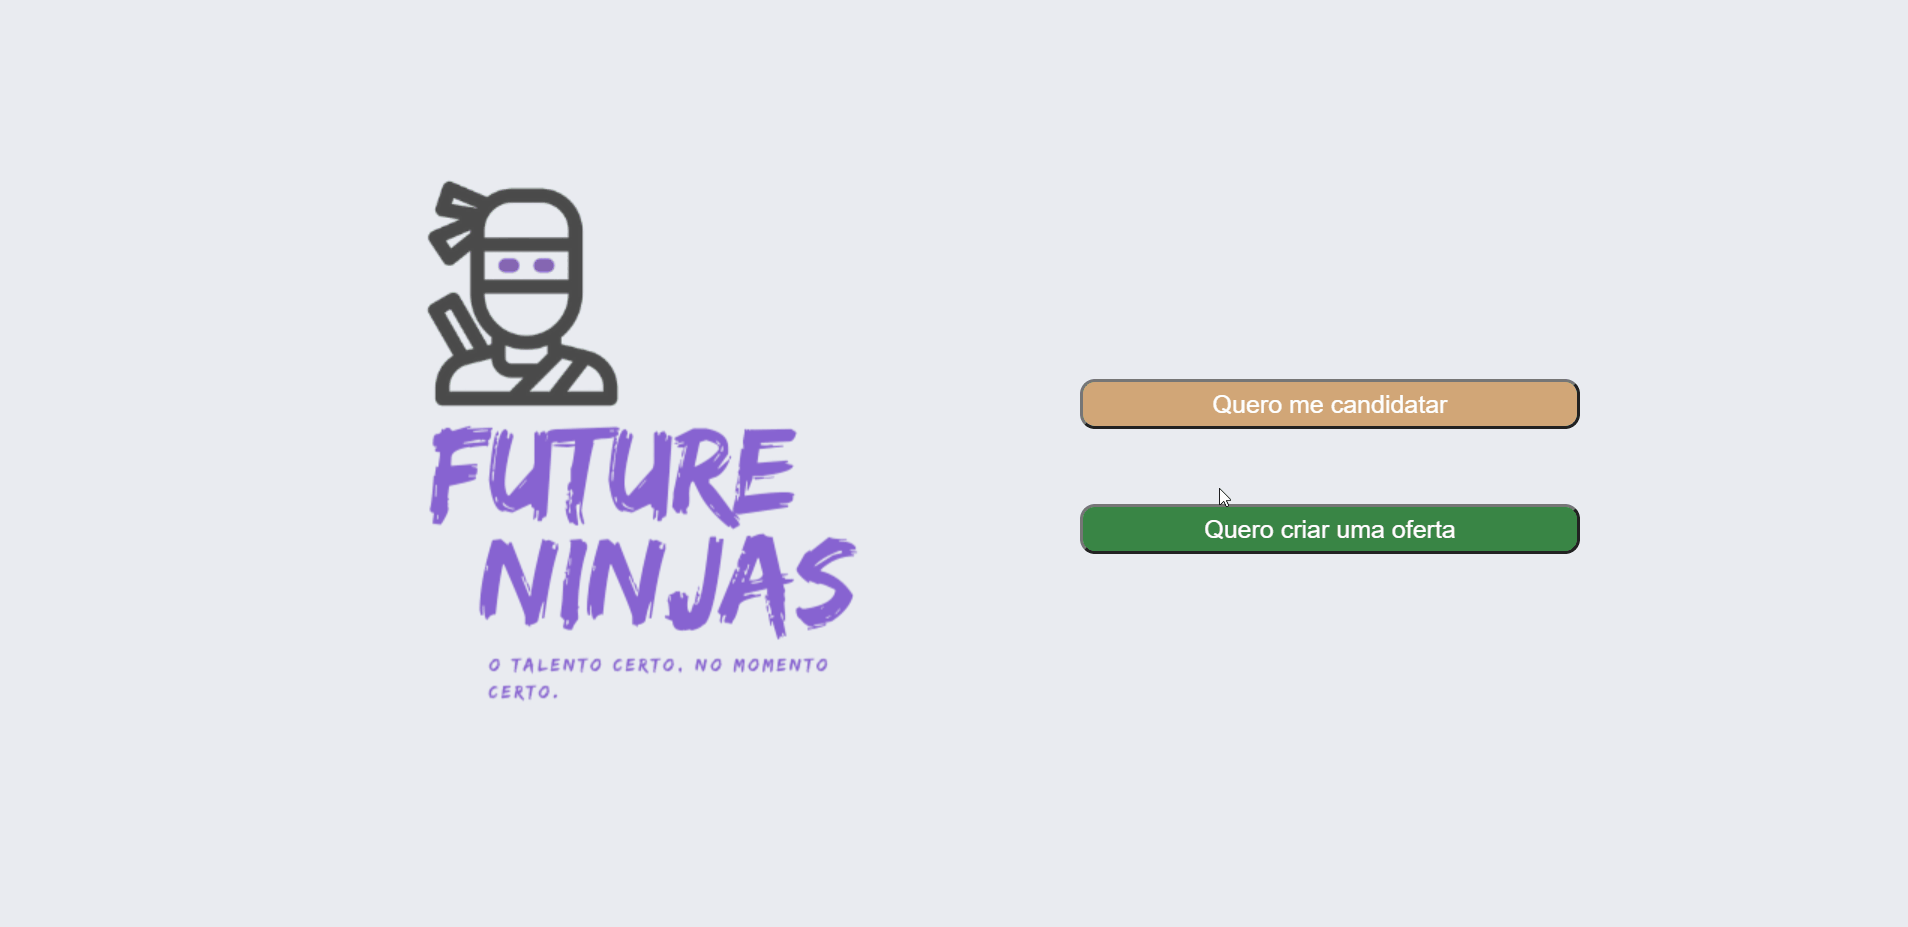 FUTURE
NINJAS
O TALENTO CERTO, NO MOMENTO
CERTO.
Quero me candidatar
Quero criar uma oferta